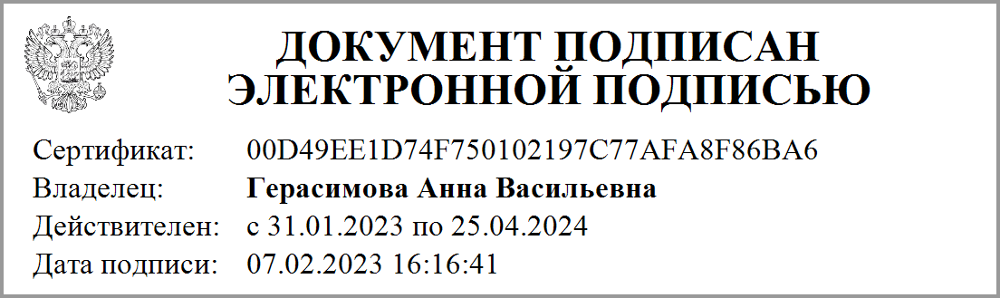 ДОКУМЕНТ ПОДПИСАН
ЭЛЕКТРОННОЙ ПОДПИСЬЮ
Сертификат: 00D49EE1D74F750102197C77AFA8F86BA6
Владелец: Герасимова Анна Васильевна
Действителен: с 31.01.2023 по 25.04.2024
Дата подписи: 07.02.2023 16:16:41